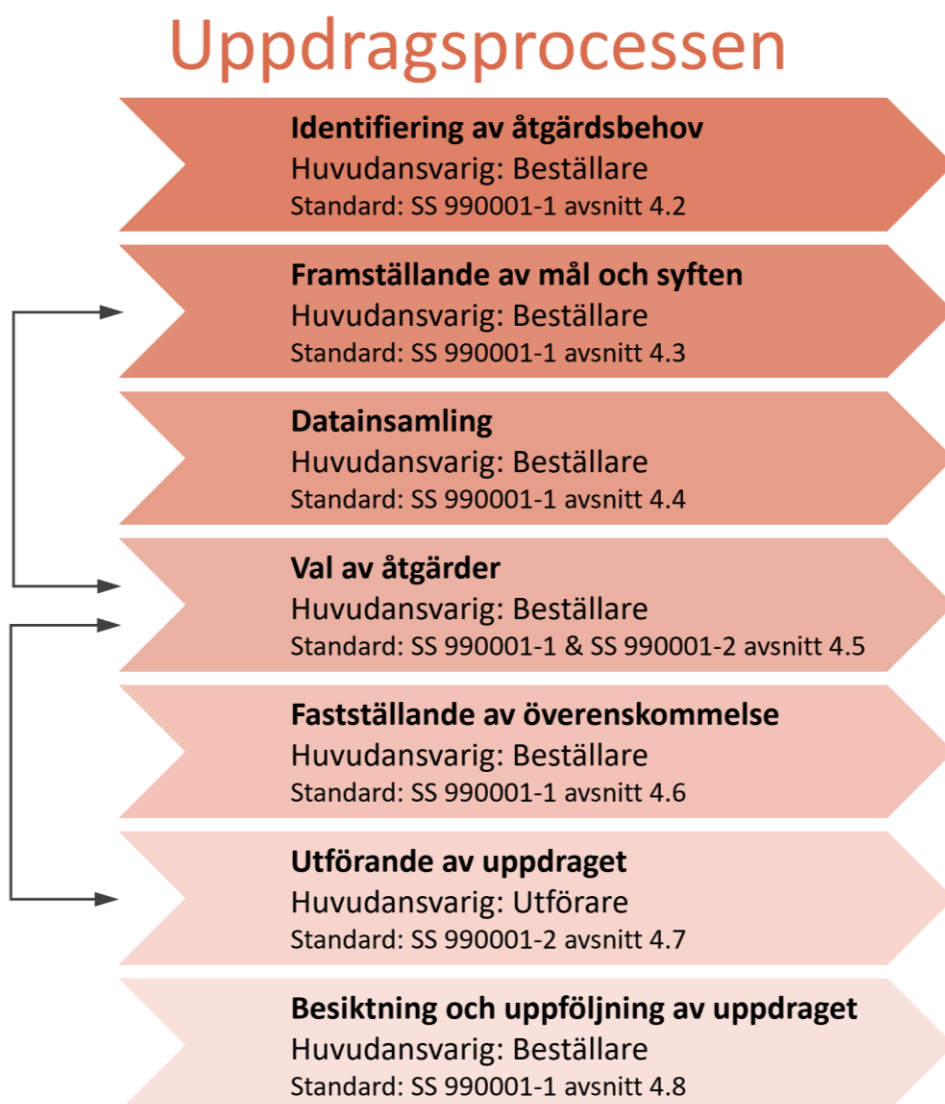 Uppdragsprocessen
Identifiering av åtgärdsbehov
Huvudansvarig: Beställare
Standard: SS 990001-1 avsnitt 4.2
Framställande av mål och syften
Huvudansvarig: Beställare
Standard: SS 990001-1 avsnitt 4.3
Datainsamling
Huvudansvarig: Beställare
Standard: SS 990001-1 avsnitt 4.4
Val av åtgärder
Huvudansvarig: Beställare
Standard: SS 990001-1 & SS 990001-2 avsnitt 4.5
Fastställande av överenskommelse
Huvudansvarig: Beställare
Standard: SS 990001-1 avsnitt 4.6
Utförande av uppdraget
Huvudansvarig: Utförare
Standard: SS 990001-2 avsnitt 4.7
Besiktning och uppföljning av uppdraget
Huvudansvarig: Beställare
Standard: SS 990001-1 avsnitt 4.8